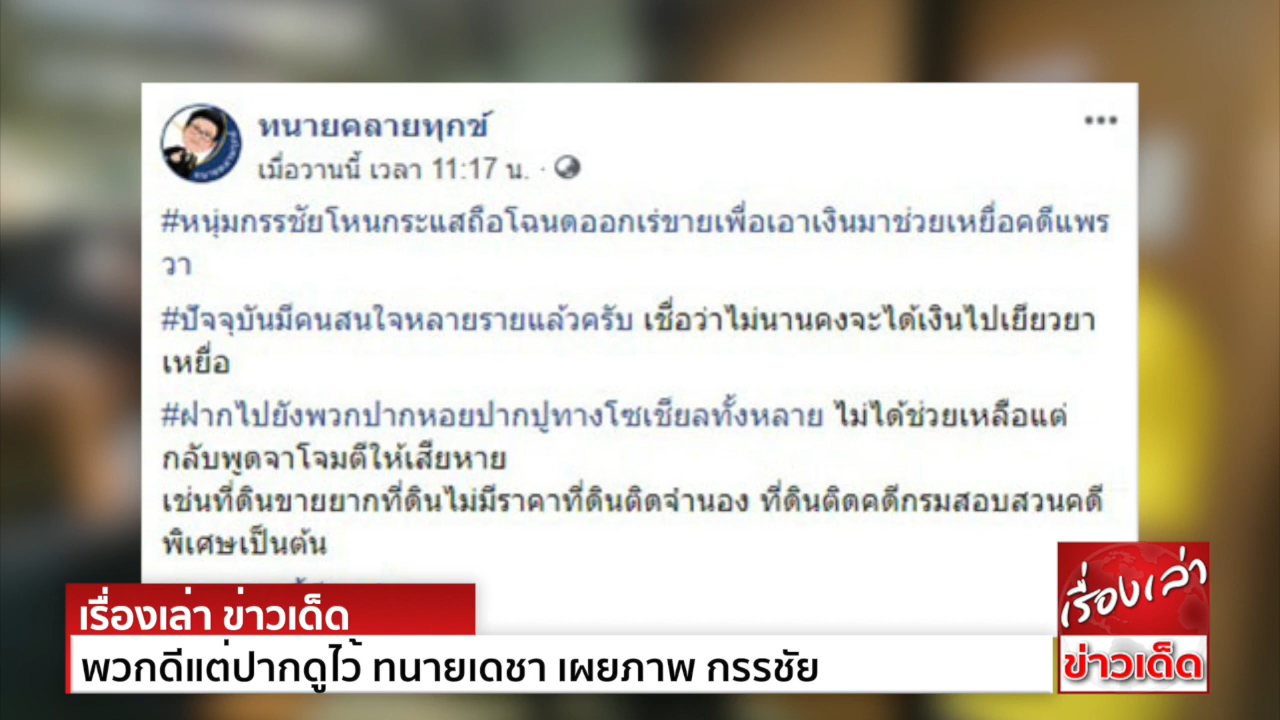 ทนายคลายทุกข์
เมื่อวานนี้ เวลา 11:17 น. ·
#หนุ่มกรรชัยโหนกระแสถือโฉนดออกเร่ขายเพื่อเอาเงินมาช่วยเหยื่อคดีแพร
วา
#ปัจจุบันมีคนสนใจหลายรายแล้วครับ เชื่อว่าไม่นานคงจะได้เงินไปเยียวยา
เหยื่อ
#ฝากไปยังพวกปากหอยปากปูทางโซเชียลทั้งหลาย ไม่ได้ช่วยเหลือแต่
กลับพูดจาโจมตีให้เสียหาย
เช่นที่ดินขายยากที่ดินไม่มีราคาที่ดินติดจำนอง ที่ดินติดคดีกรมสอบสวนคดี
พิเศษเป็นต้น
เรื่องเล่า ข่าวเด็ด
พวกดีแต่ปากดูไว้ ทนายเดชา เผยภาพ กรรชัย
เรื่องเล่า
ข่าวเด็ด